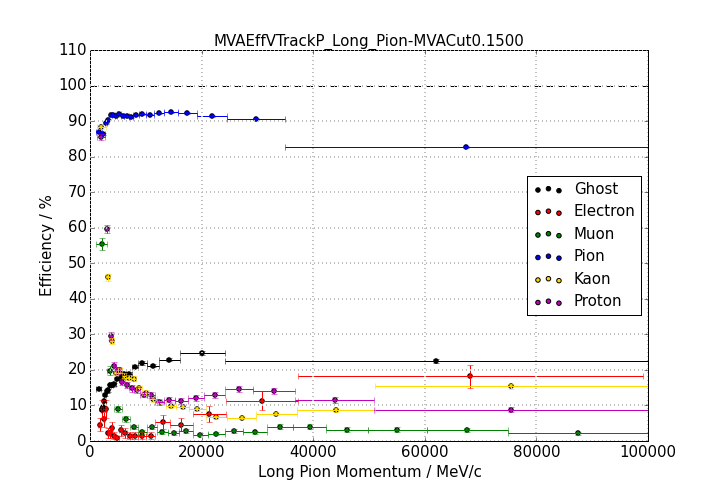 MVAEffVTrackP_Long_Pion-MVACut0.1500
110
100
90
80
70
60
50
40
30
20
10
0
Efficiency / %
Ghost
Electron
Muon
Pion
Kaon
Proton
0 20000 40000 60000 80000 100000
Long Pion Momentum / MeV/c